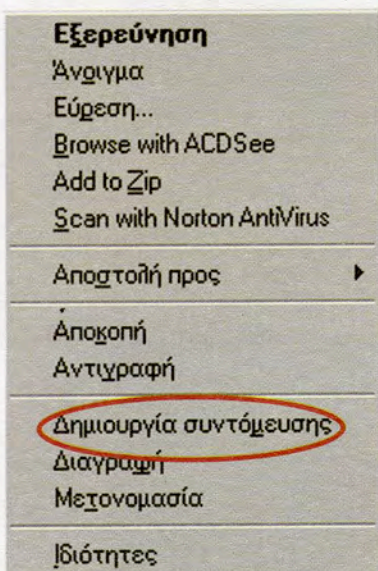 Εξερεύνηση
Άνοιγμα
Εύρεση...
Browse with ACDSee
Add to Zip
Scan with Norton AntiVirus
Αποστολή προς
Αποκοπή
Αντιγραφή
Δημιουργία συντόμευσης
Διαγραφή
Μετονομασία
Ιδιότητες